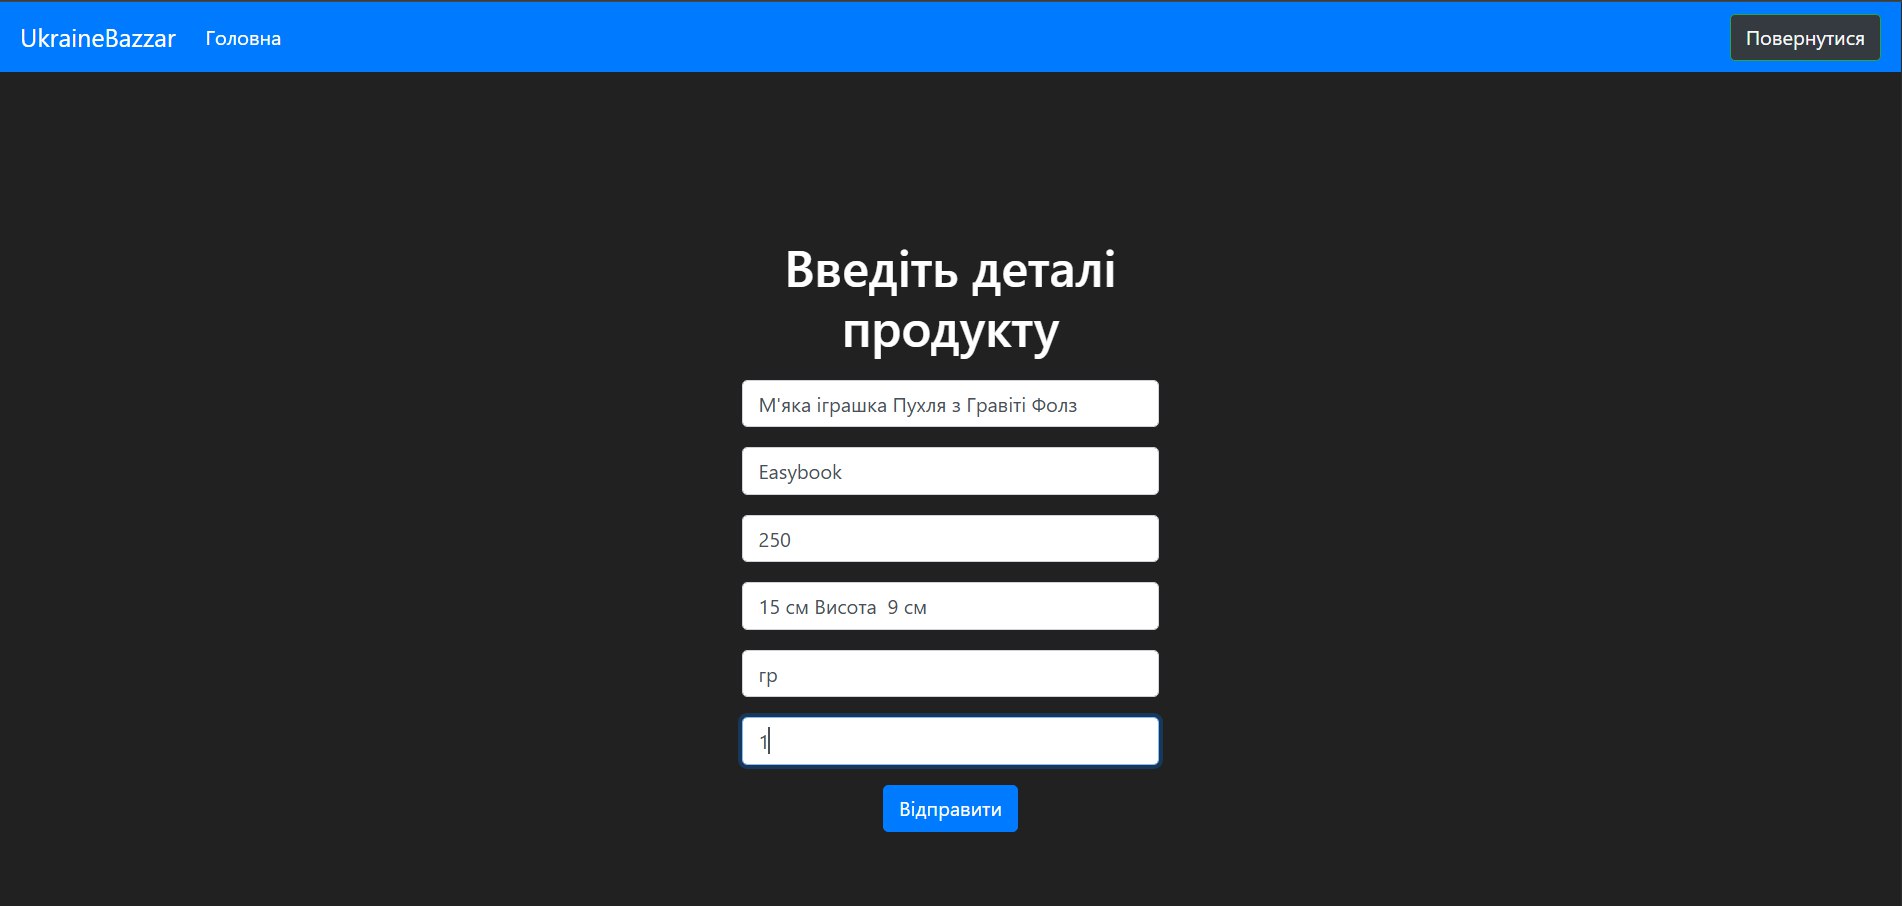 UkraineBazzar Головна Повернутися
Введіть деталі
продукту
М'яка іграшка Пухля з Гравіті Фолз
Easybook
250
15 см Висота  9 см
гр
1
Відправити